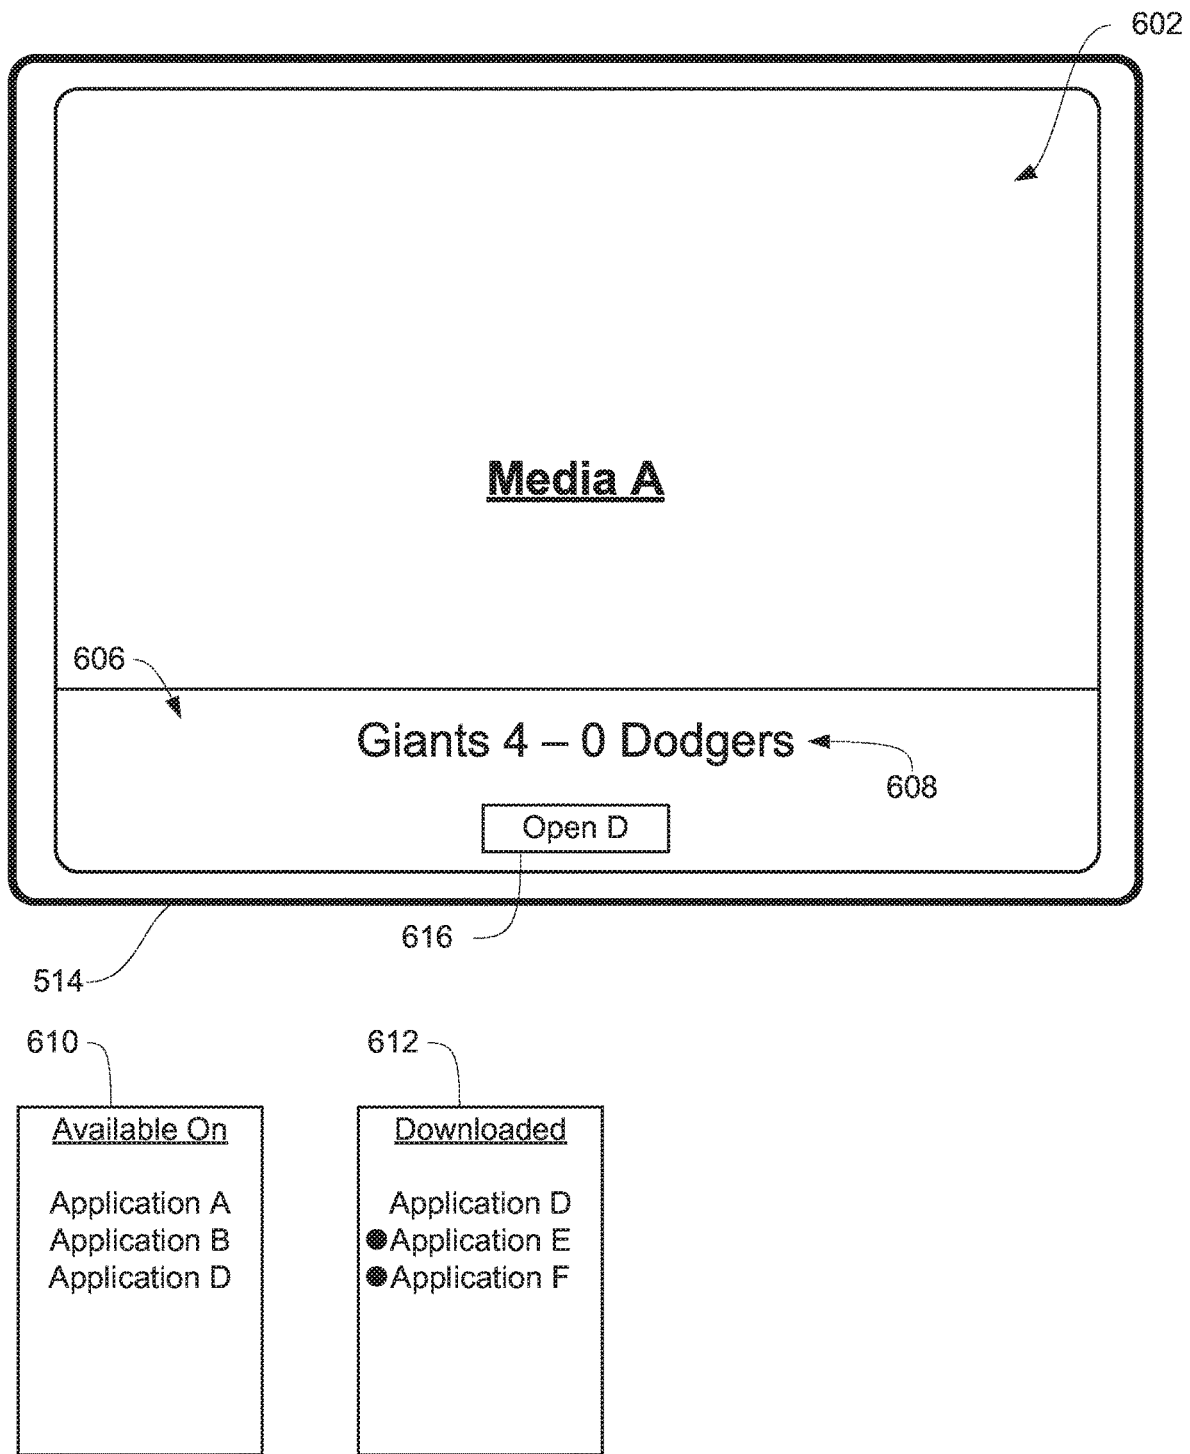 602
Media A
606
Giants 4 – 0 Dodgers
608
Open D
616
514
610
612
Available On
Application A
Application B
Application D
Downloaded
Application D
●Application E
●Application F